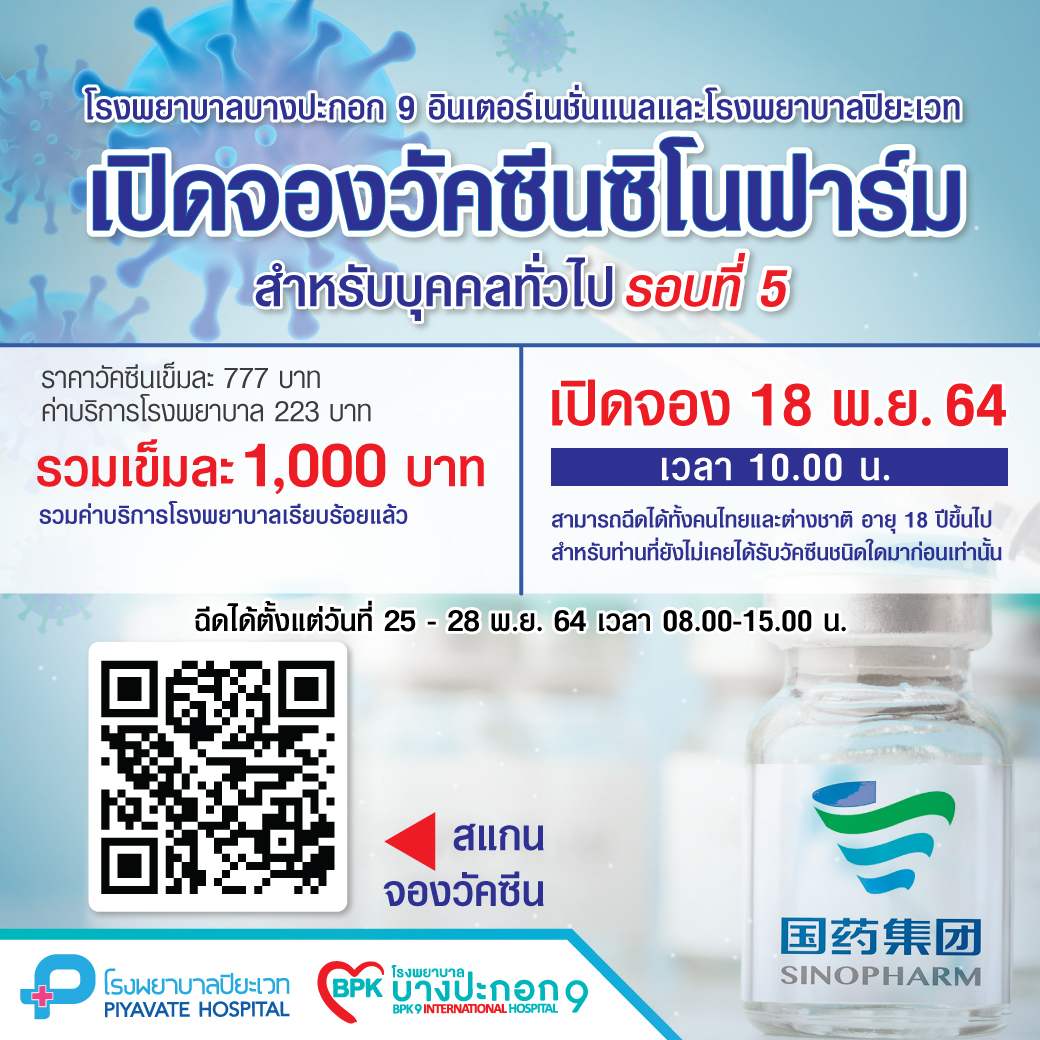 โรงพยาบาลบางปะกอก 9 อินเตอร์เนชั่นแนลและโรงพยาบาลปิยะเวท
เปิดจองวัคซีนซิโนฟาร์ม
สำหรับบุคคลทั่วไป รอบที่ 5
ราคาวัคซีนเข็มละ 777 บาท
ค่าบริการโรงพยาบาล 223 บาท
รวมเข็มละ 1,000 บาท
รวมค่าบริการโรงพยาบาลเรียบร้อยแล้ว
เปิดจอง 18 พ.ย. 64
เวลา 10.00 น.
สามารถฉีดได้ทั้งคนไทยและต่างชาติ อายุ 18 ปีขึ้นไป
สำหรับท่านที่ยังไม่เคยได้รับวัคซีนชนิดใดมาก่อนเท่านั้น
ฉีดได้ตั้งแต่วันที่ 25 - 28 พ.ย. 64 เวลา 08.00-15.00 น.
สแกน
จองวัคซีน
国药集团
SINOPHARM
โรงพยาบาลปิยะเวท
PIYAVATE HOSPITAL
BPK
โรงพยาบาล
บางปะกอก 9
BPK 9 INTERNATIONAL HOSPITAL